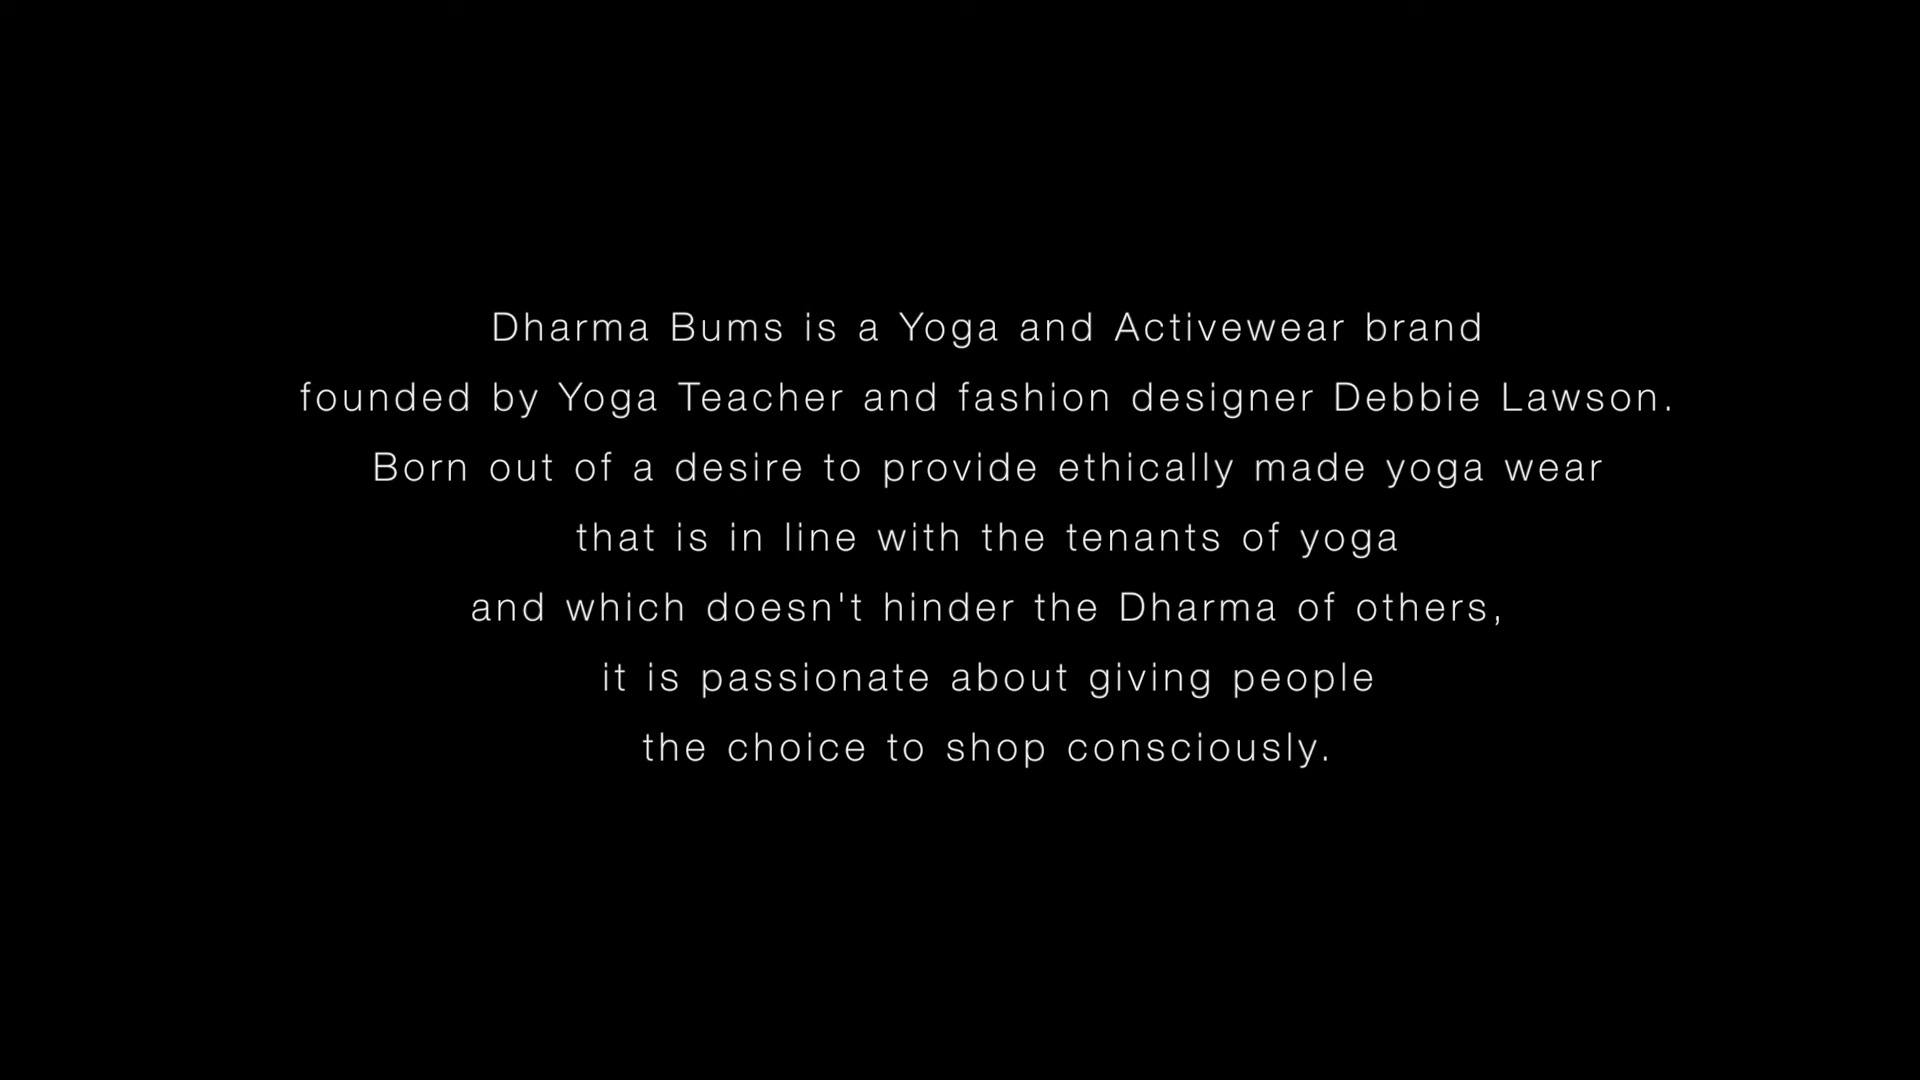 Dharma Bums is a Yoga and Activewear brand
founded by Yoga Teacher and fashion designer Debbie Lawson.
Born out of a desire to provide ethically made yoga wear
that is in line with the tenants of yoga
and which doesn't hinder the Dharma of others,
it is passionate about giving people
the choice to shop consciously.